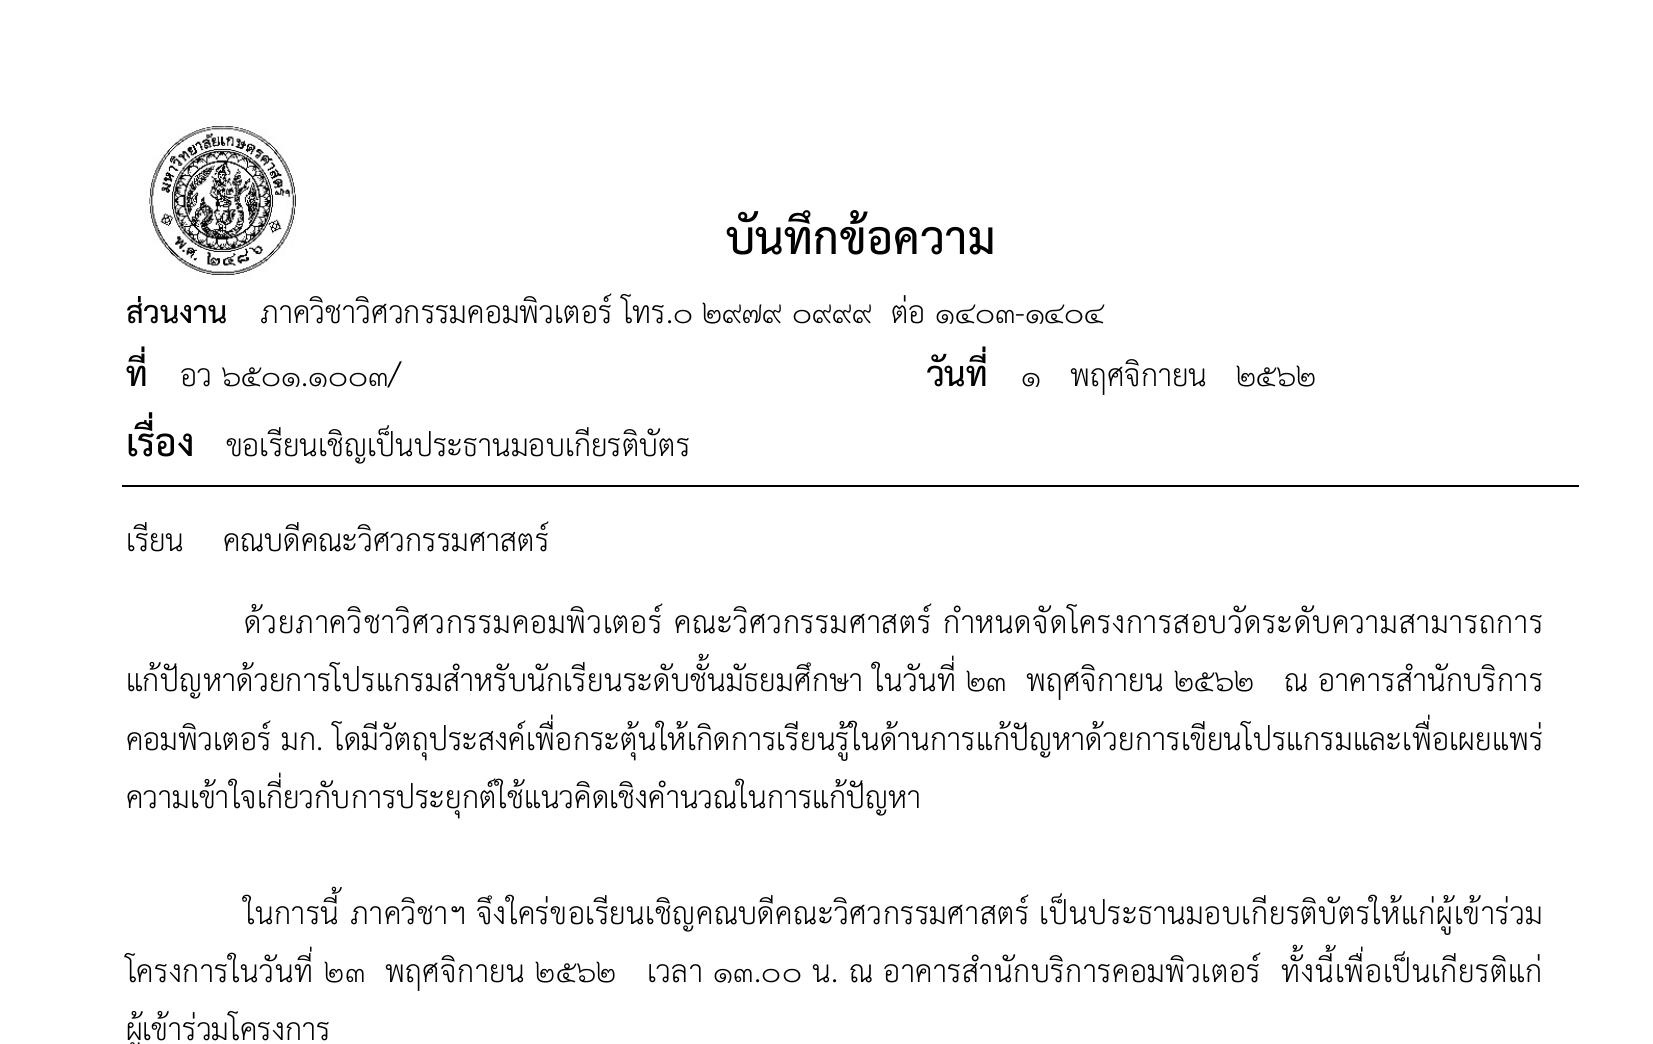 มหาวิทยาลัยเกษตรศาสตร์
พ.ศ. ๒๔๘๖
บันทึกข้อความ
ส่วนงาน ภาควิชาวิศวกรรมคอมพิวเตอร์ โทร.๐ ๒๙๗๙ ๐๙๙๙ ต่อ ๑๔๐๓-๑๔๐๔
ที่ อว ๖๕๐๑.๑๐๐๓/ วันที่ ๑ พฤศจิกายน ๒๕๖๒
เรื่อง ขอเรียนเชิญเป็นประธานมอบเกียรติบัตร
เรียน คณบดีคณะวิศวกรรมศาสตร์
ด้วยภาควิชาวิศวกรรมคอมพิวเตอร์ คณะวิศวกรรมศาสตร์ กำหนดจัดโครงการสอบวัดระดับความสามารถการ
แก้ปัญหาด้วยการโปรแกรมสำหรับนักเรียนระดับชั้นมัธยมศึกษา ในวันที่ ๒๓ พฤศจิกายน ๒๕๖๒ ณ อาคารสำนักบริการ
คอมพิวเตอร์ มก. โดมีวัตถุประสงค์เพื่อกระตุ้นให้เกิดการเรียนรู้ในด้านการแก้ปัญหาด้วยการเขียนโปรแกรมและเพื่อเผยแพร่
ความเข้าใจเกี่ยวกับการประยุกต์ใช้แนวคิดเชิงคำนวณในการแก้ปัญหา
ในการนี้ ภาควิชาฯ จึงใคร่ขอเรียนเชิญคณบดีคณะวิศวกรรมศาสตร์ เป็นประธานมอบเกียรติบัตรให้แก่ผู้เข้าร่วม
โครงการในวันที่ ๒๓ พฤศจิกายน ๒๕๖๒ เวลา ๑๓.๐๐ น. ณ อาคารสำนักบริการคอมพิวเตอร์ ทั้งนี้เพื่อเป็นเกียรติแก่
ผู้เข้าร่วมโครงการ